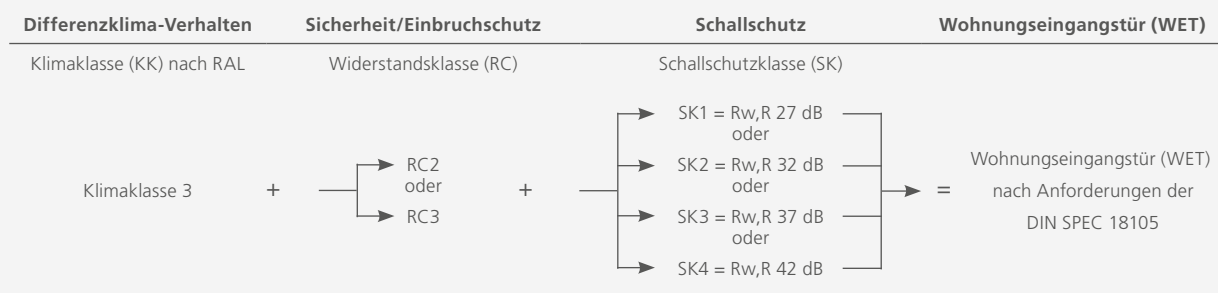 Differenzklima-Verhalten Sicherheit/Einbruchschutz Schallschutz Wohnungseingangstür (WET)
Klimaklasse (KK) nach RAL Widerstandsklasse (RC) Schallschutzklasse (SK)
Klimaklasse 3
+
RC2
oder
RC3
+
SK1 = Rw,R 27 dB
oder
SK2 = Rw,R 32 dB
oder
SK3 = Rw,R 37 dB
oder
SK4 = Rw,R 42 dB
=
Wohnungseingangstür (WET)
nach Anforderungen der
DIN SPEC 18105